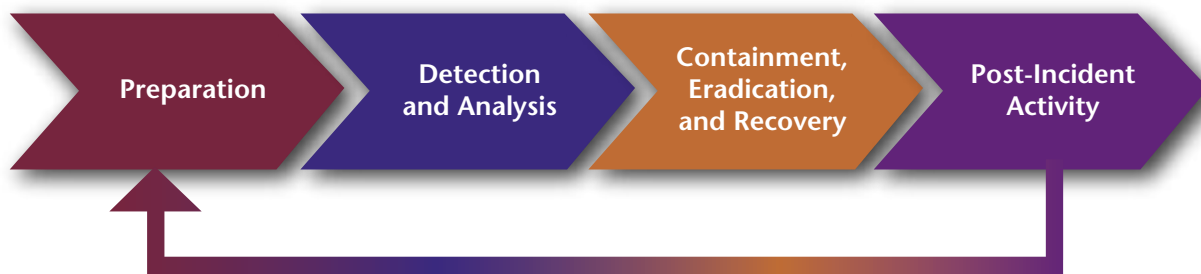 Preparation
Detection
and Analysis
Containment,
Eradication,
and Recovery
Post-Incident
Activity